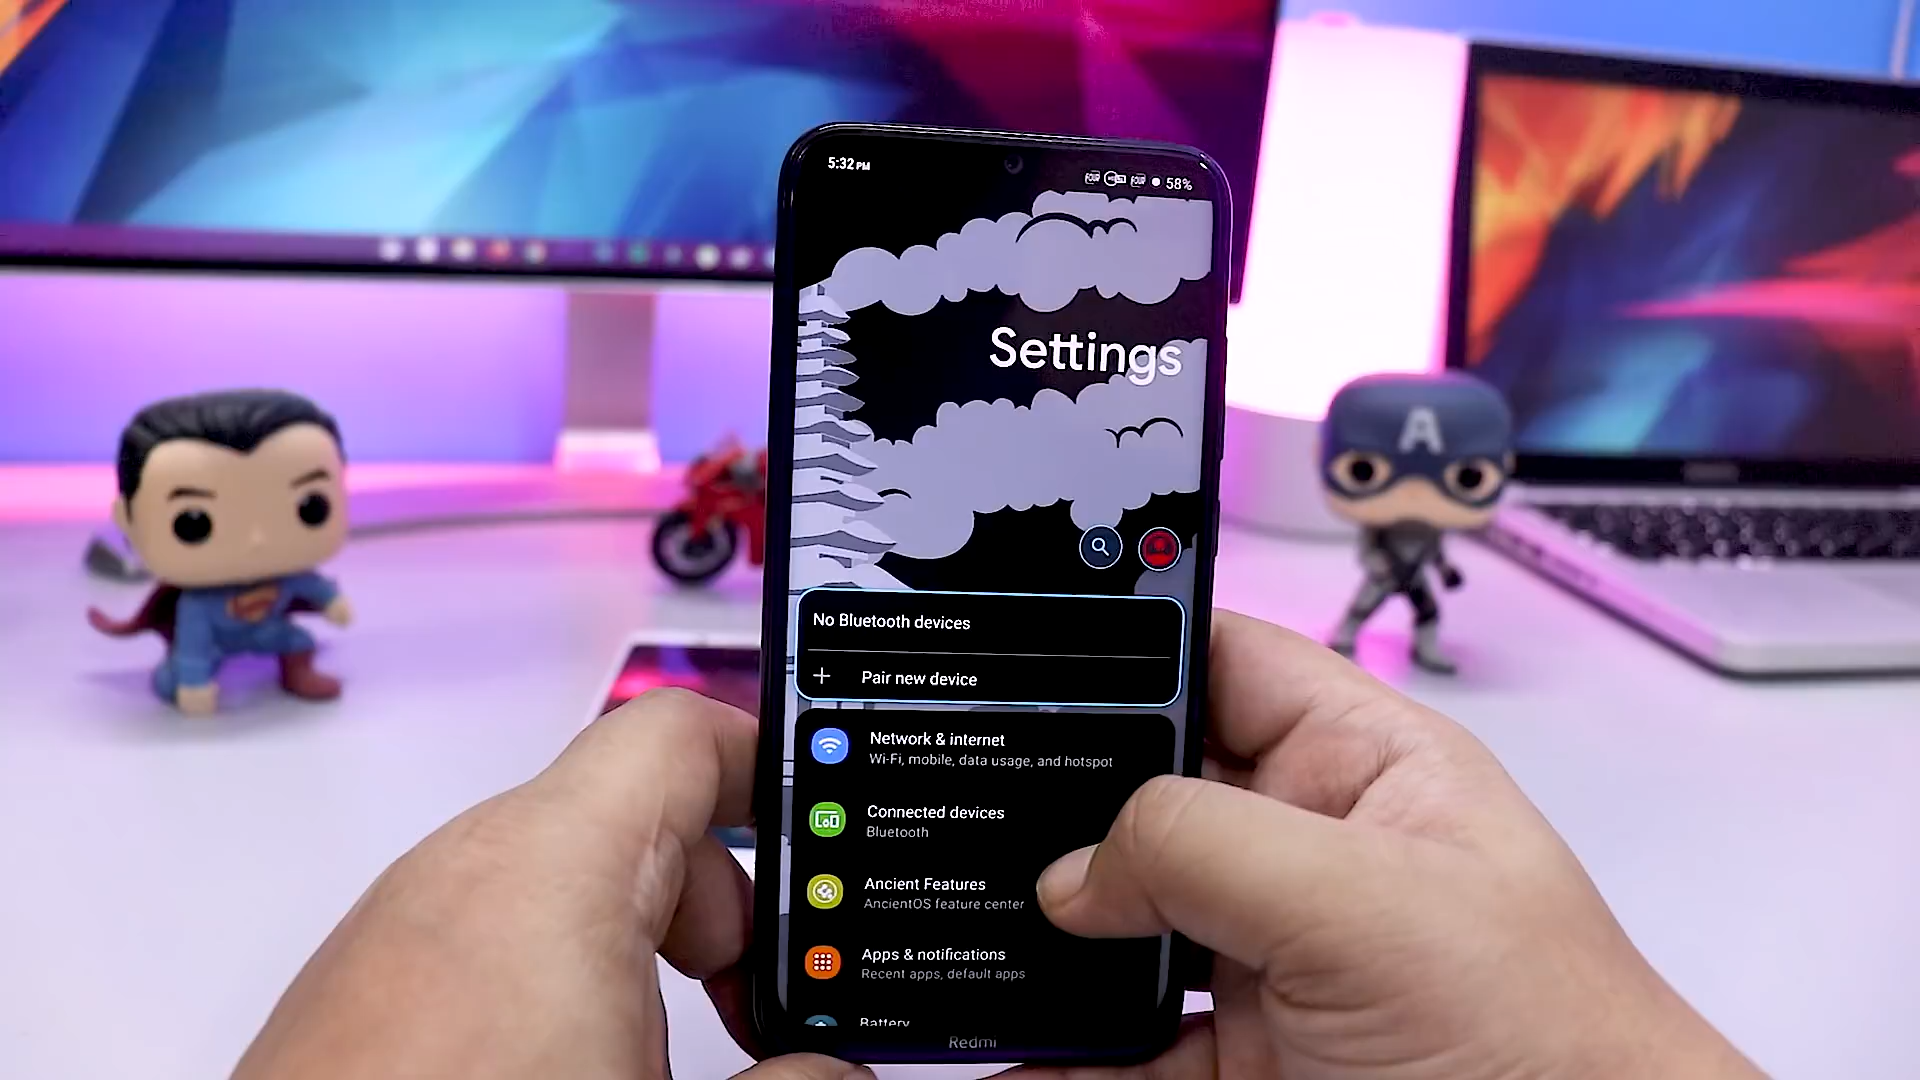 5:32 PM
58%
Settings
No Bluetooth devices
+ Pair new device
Network & internet
Wi-Fi, mobile, data usage, and hotspot
Connected devices
Bluetooth
Ancient Features
AncientOS feature center
Apps & notifications
Recent apps, default apps
Battery
Redmi
A